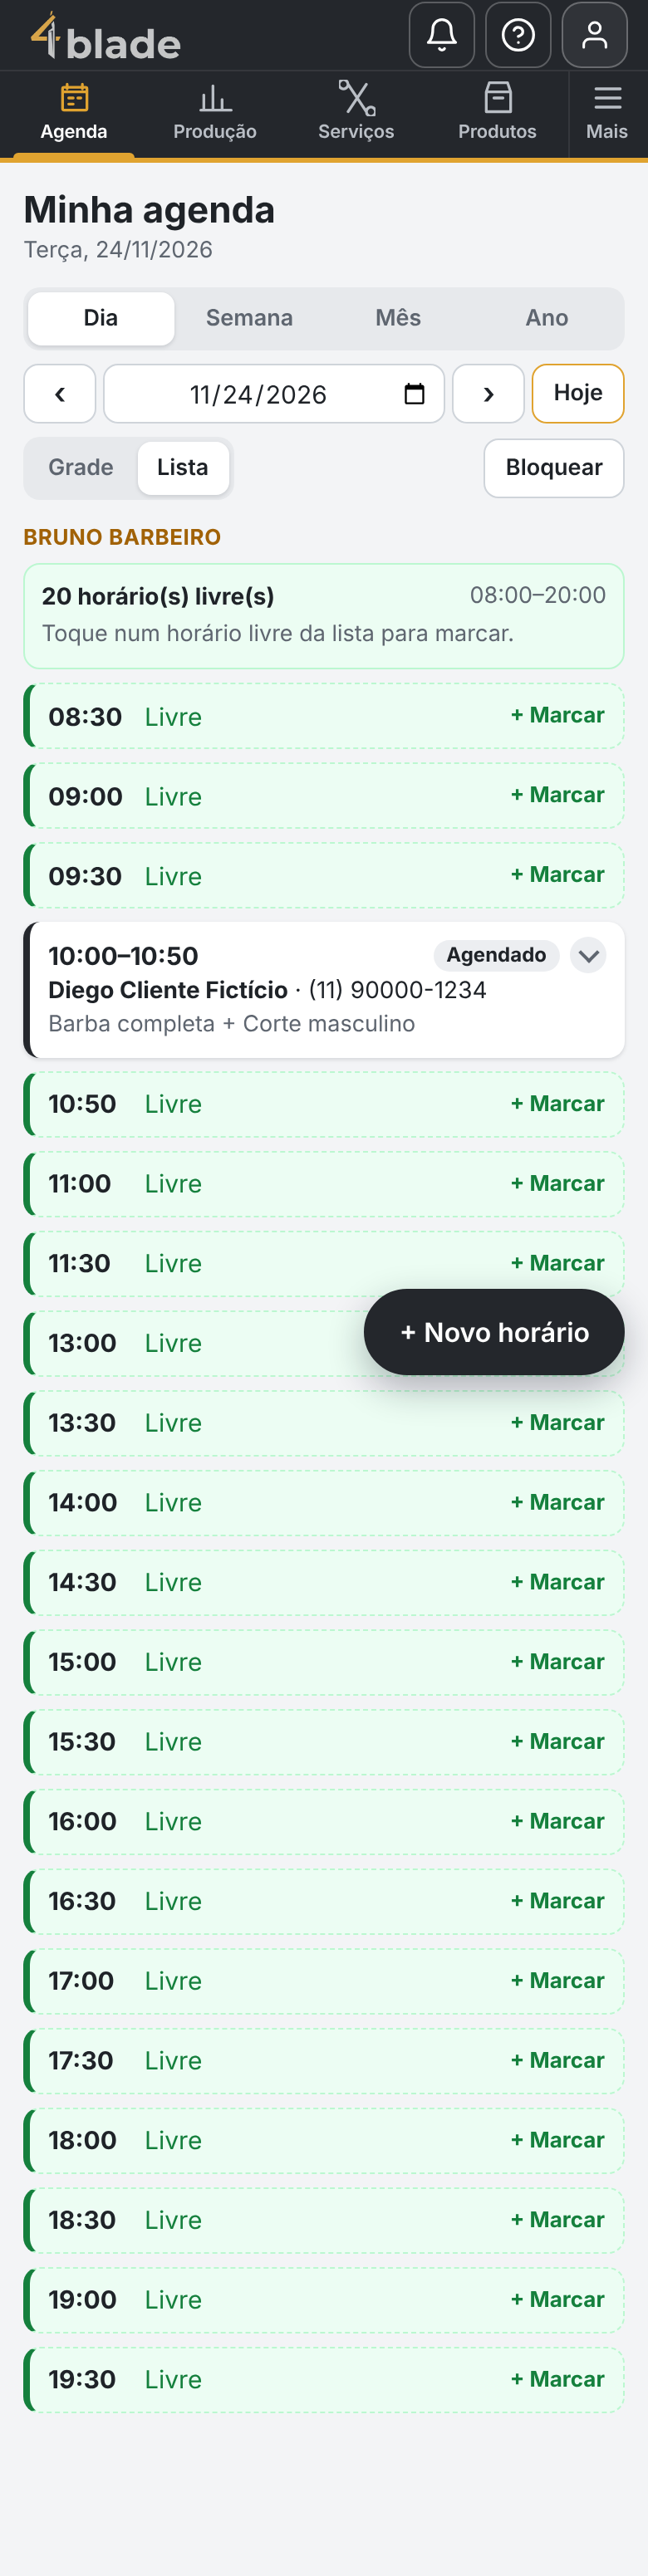 4blade
Agenda Produção Serviços Produtos Mais
Minha agenda
Terça, 24/11/2026
Dia Semana Mês Ano
‹ 11/24/2026 › Hoje
Grade Lista Bloquear
BRUNO BARBEIRO
20 horário(s) livre(s) 08:00–20:00
Toque num horário livre da lista para marcar.
08:30 Livre + Marcar
09:00 Livre + Marcar
09:30 Livre + Marcar
10:00–10:50 Agendado
Diego Cliente Fictício · (11) 90000-1234
Barba completa + Corte masculino
10:50 Livre + Marcar
11:00 Livre + Marcar
11:30 Livre + Marcar
13:00 Livre + Novo horário
13:30 Livre + Marcar
14:00 Livre + Marcar
14:30 Livre + Marcar
15:00 Livre + Marcar
15:30 Livre + Marcar
16:00 Livre + Marcar
16:30 Livre + Marcar
17:00 Livre + Marcar
17:30 Livre + Marcar
18:00 Livre + Marcar
18:30 Livre + Marcar
19:00 Livre + Marcar
19:30 Livre + Marcar